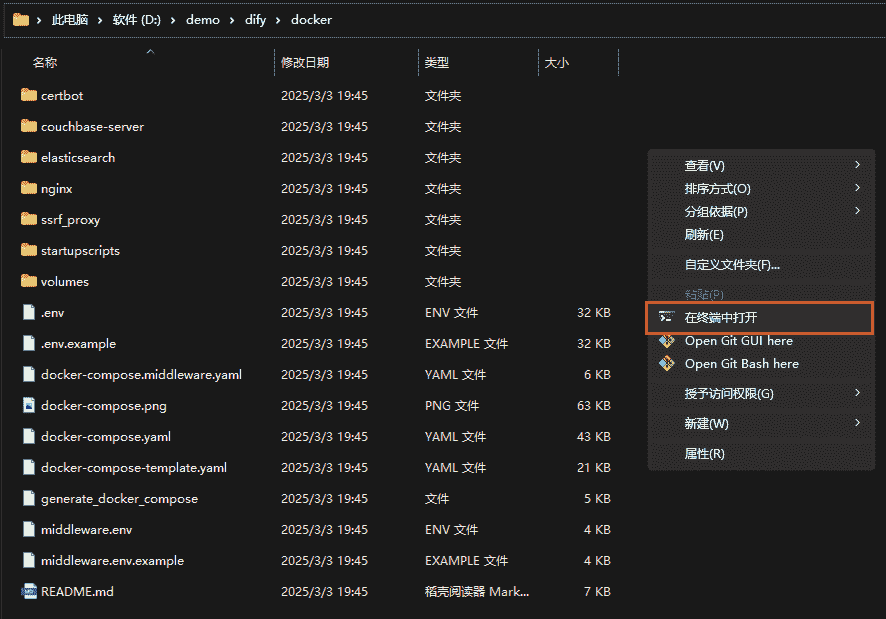 此电脑 > 软件 (D:) > demo > dify > docker
名称 修改日期 类型 大小
certbot 2025/3/3 19:45 文件夹
couchbase-server 2025/3/3 19:45 文件夹
elasticsearch 2025/3/3 19:45 文件夹
nginx 2025/3/3 19:45 文件夹
ssrf_proxy 2025/3/3 19:45 文件夹
startupscripts 2025/3/3 19:45 文件夹
volumes 2025/3/3 19:45 文件夹
.env 2025/3/3 19:45 ENV 文件 32 KB
.env.example 2025/3/3 19:45 EXAMPLE 文件 32 KB
docker-compose.middleware.yaml 2025/3/3 19:45 YAML 文件 6 KB
docker-compose.png 2025/3/3 19:45 PNG 文件 63 KB
docker-compose.yaml 2025/3/3 19:45 YAML 文件 43 KB
docker-compose-template.yaml 2025/3/3 19:45 YAML 文件 21 KB
generate_docker_compose 2025/3/3 19:45 文件 5 KB
middleware.env 2025/3/3 19:45 ENV 文件 4 KB
middleware.env.example 2025/3/3 19:45 EXAMPLE 文件 4 KB
README.md 2025/3/3 19:45 稻壳阅读器 Mark... 7 KB
查看(V)
排序方式(O)
分组依据(P)
刷新(E)
自定义文件夹(F)...
粘贴(P)
在终端中打开
Open Git GUI here
Open Git Bash here
授予访问权限(G)
新建(W)
属性(R)